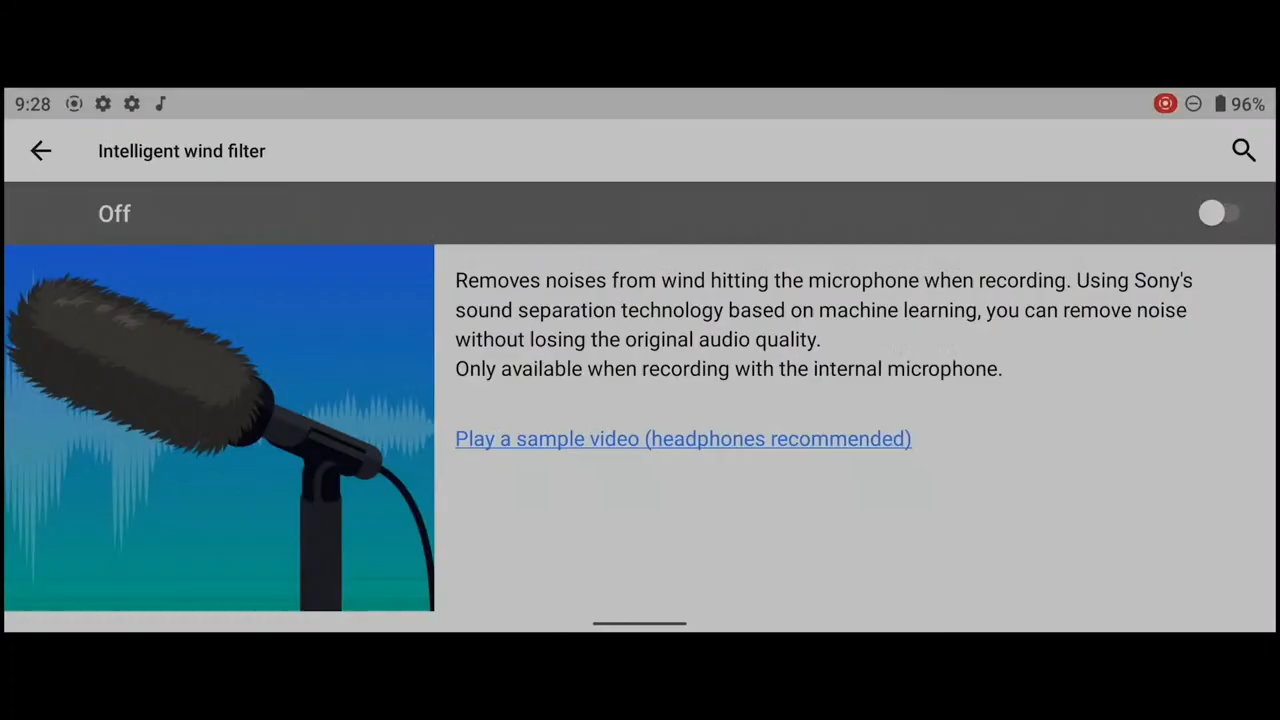 9:28
96%
Intelligent wind filter
Off
Removes noises from wind hitting the microphone when recording. Using Sony's
sound separation technology based on machine learning, you can remove noise
without losing the original audio quality.
Only available when recording with the internal microphone.
Play a sample video (headphones recommended)